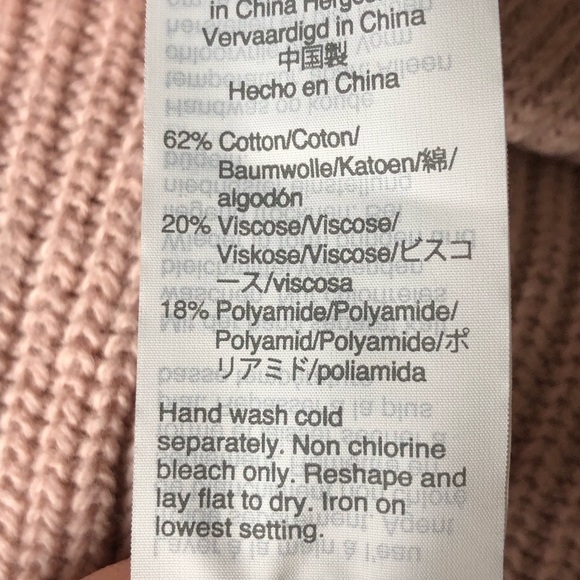 in China
Vervaardigd in China
中国製
Hecho en China
62% Cotton/Coton/
Baumwolle/Katoen/綿/
algodón
20% Viscose/Viscose/
Viskose/Viscose/ビスコ
ース/viscosa
18% Polyamide/Polyamide/
Polyamid/Polyamide/ポ
リアミド/poliamida
Hand wash cold
separately. Non chlorine
bleach only. Reshape and
lay flat to dry. Iron on
lowest setting.